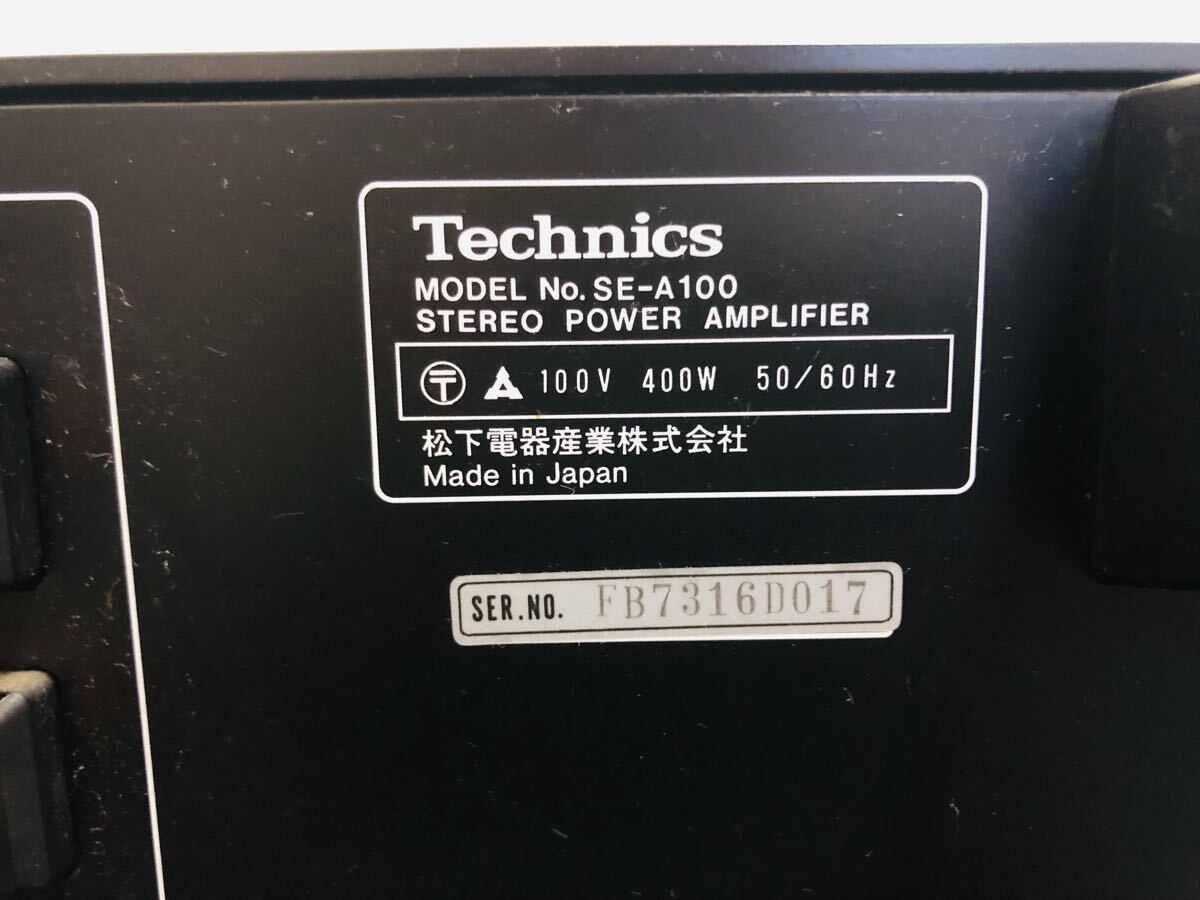 Technics
MODEL No. SE-A100
STEREO POWER AMPLIFIER
〒 100V 400W 50/60Hz
松下電器産業株式会社
Made in Japan
SER.NO. FB7316D017